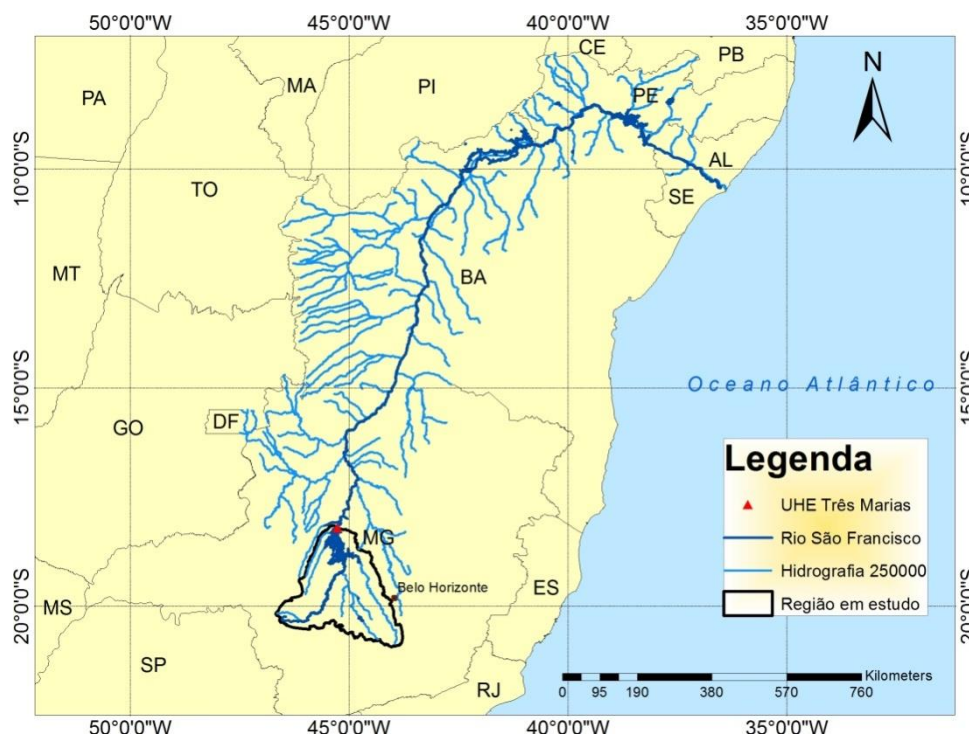 50°0'0"W 45°0'0"W 40°0'0"W 35°0'0"W
CE
PB
N
PA
MA
PI
PE
10°0'0"S
10°0'0"S
AL
TO
SE
MT
BA
15°0'0"S
Oceano Atlântico
15°0'0"S
GO
DF
Legenda
UHE Três Marias
MG
Rio São Francisco
Hidrografia 250000
Belo Horizonte
ES
Região em estudo
20°0'0"S
MS
20°0'0"S
SP
RJ
Kilometers
0 95 190 380 570 760
50°0'0"W 45°0'0"W 40°0'0"W 35°0'0"W